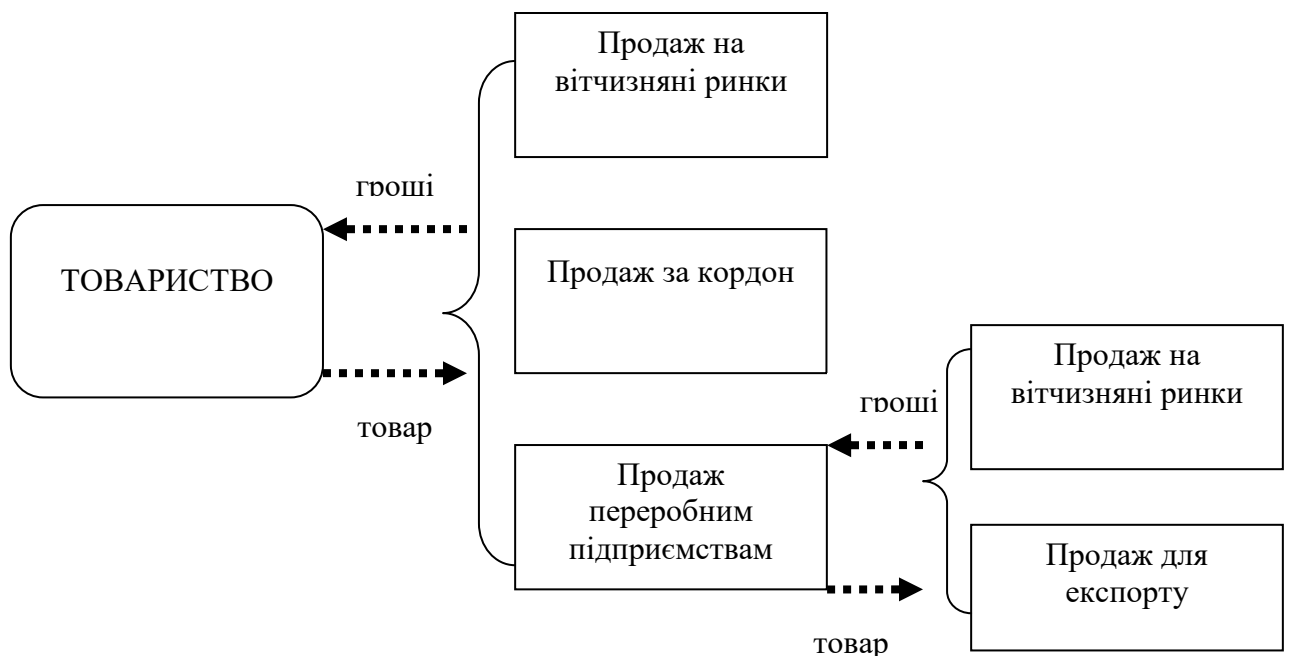 Продаж на
вітчизняні ринки
гроші
ТОВАРИСТВО
Продаж за кордон
товар
Продаж
переробним
підприємствам
гроші
Продаж на
вітчизняні ринки
товар
Продаж для
експорту